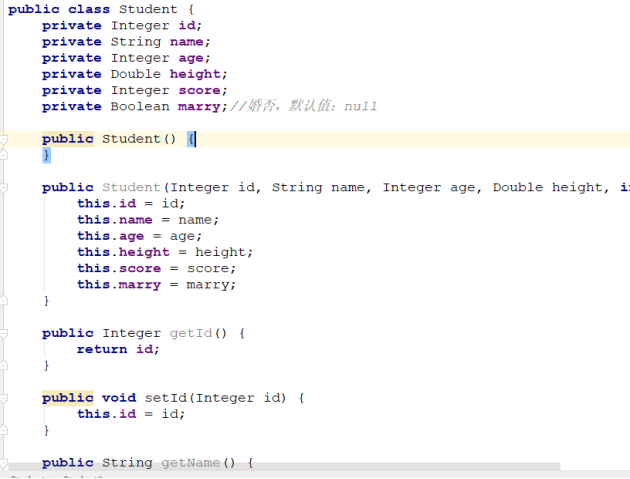 public class Student {
    private Integer id;
    private String name;
    private Integer age;
    private Double height;
    private Integer score;
    private Boolean marry;//婚否，默认值：null
    public Student() {
    }
    public Student(Integer id, String name, Integer age, Double height, i
        this.id = id;
        this.name = name;
        this.age = age;
        this.height = height;
        this.score = score;
        this.marry = marry;
    }
    public Integer getId() {
        return id;
    }
    public void setId(Integer id) {
        this.id = id;
    }
    public String getName() {